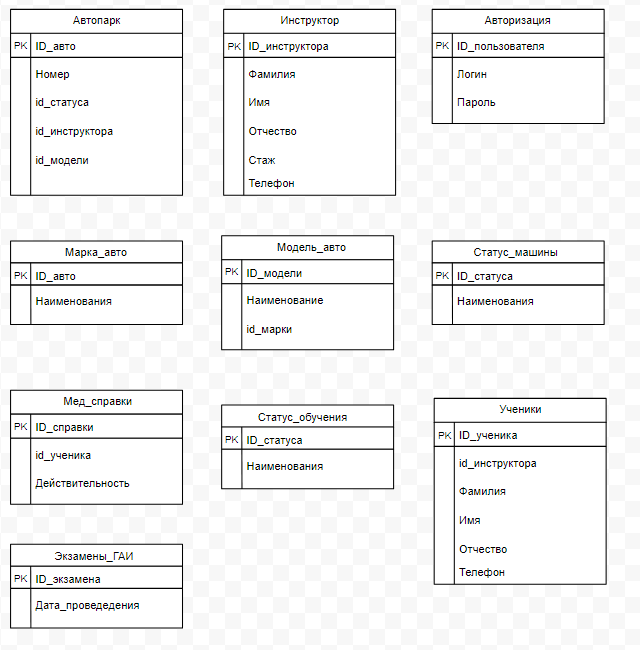 Автопарк
PK ID_авто
Номер
id_статуса
id_инструктора
id_модели
Инструктор
PK ID_инструктора
Фамилия
Имя
Отчество
Стаж
Телефон
Авторизация
PK ID_пользователя
Логин
Пароль
Марка_авто
PK ID_авто
Наименования
Модель_авто
PK ID_модели
Наименование
id_марки
Статус_машины
PK ID_статуса
Наименования
Мед_справки
PK ID_справки
id_ученика
Действительность
Статус_обучения
PK ID_статуса
Наименования
Ученики
PK ID_ученика
id_инструктора
Фамилия
Имя
Отчество
Телефон
Экзамены_ГАИ
PK ID_экзамена
Дата_проведедения